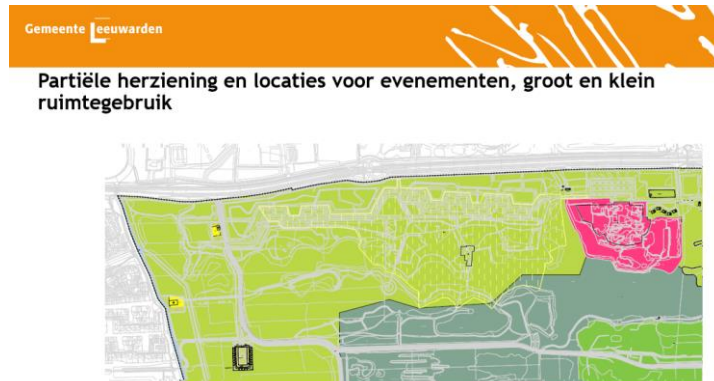 Gemeente Leeuwarden
Partiële herziening en locaties voor evenementen, groot en klein
ruimtegebruik